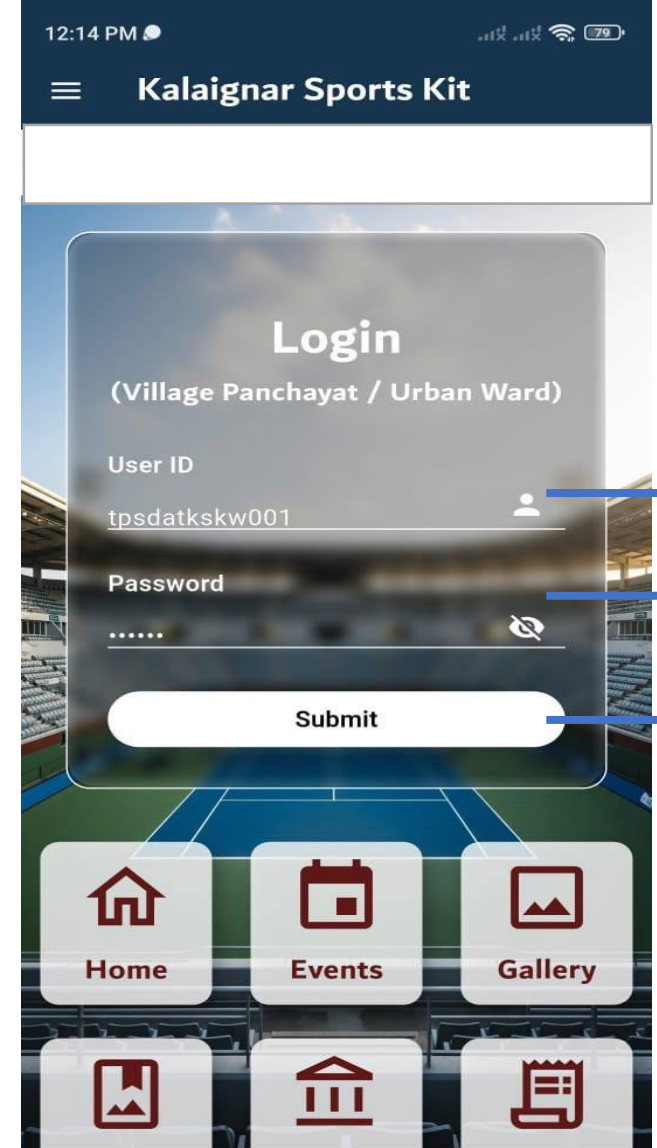 12:14 PM
79
Kalaignar Sports Kit
Login
(Village Panchayat / Urban Ward)
User ID
tpsdatkskw001
Password
......
Submit
Home Events Gallery